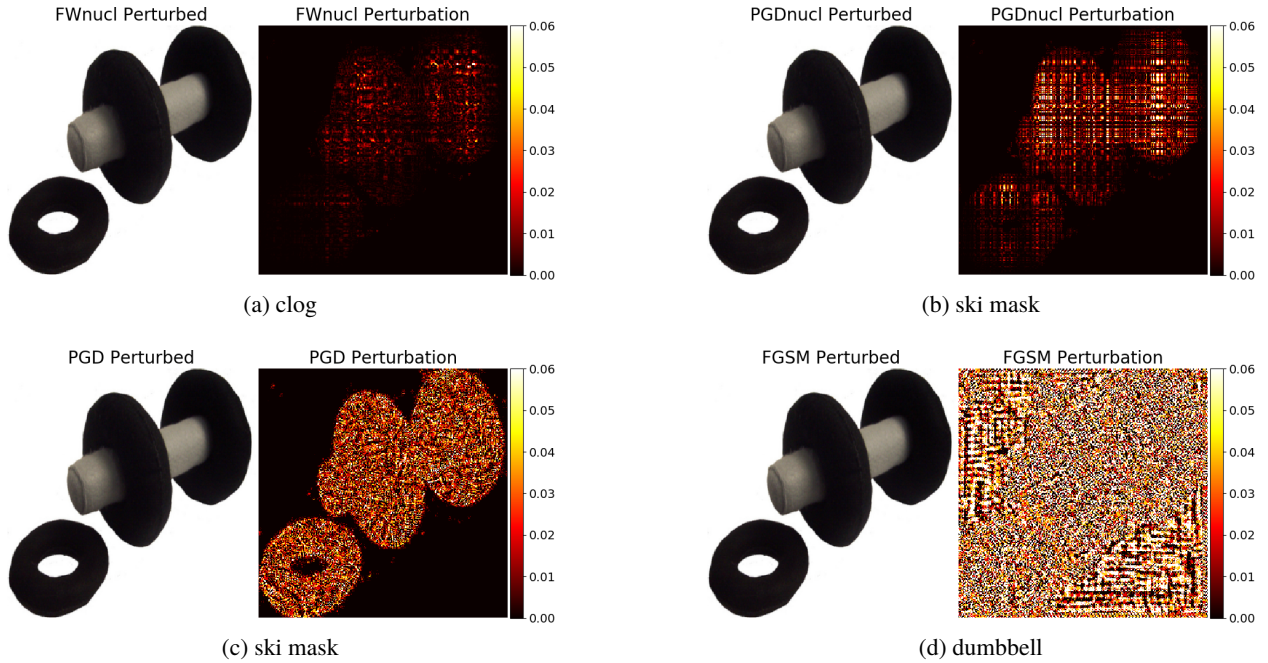 FWnucl Perturbed
FWnucl Perturbation
0.06
0.05
0.04
0.03
0.02
0.01
0.00
(a) clog
PGDnucl Perturbed
PGDnucl Perturbation
0.06
0.05
0.04
0.03
0.02
0.01
0.00
(b) ski mask
PGD Perturbed
PGD Perturbation
0.06
0.05
0.04
0.03
0.02
0.01
0.00
(c) ski mask
FGSM Perturbed
FGSM Perturbation
0.06
0.05
0.04
0.03
0.02
0.01
0.00
(d) dumbbell